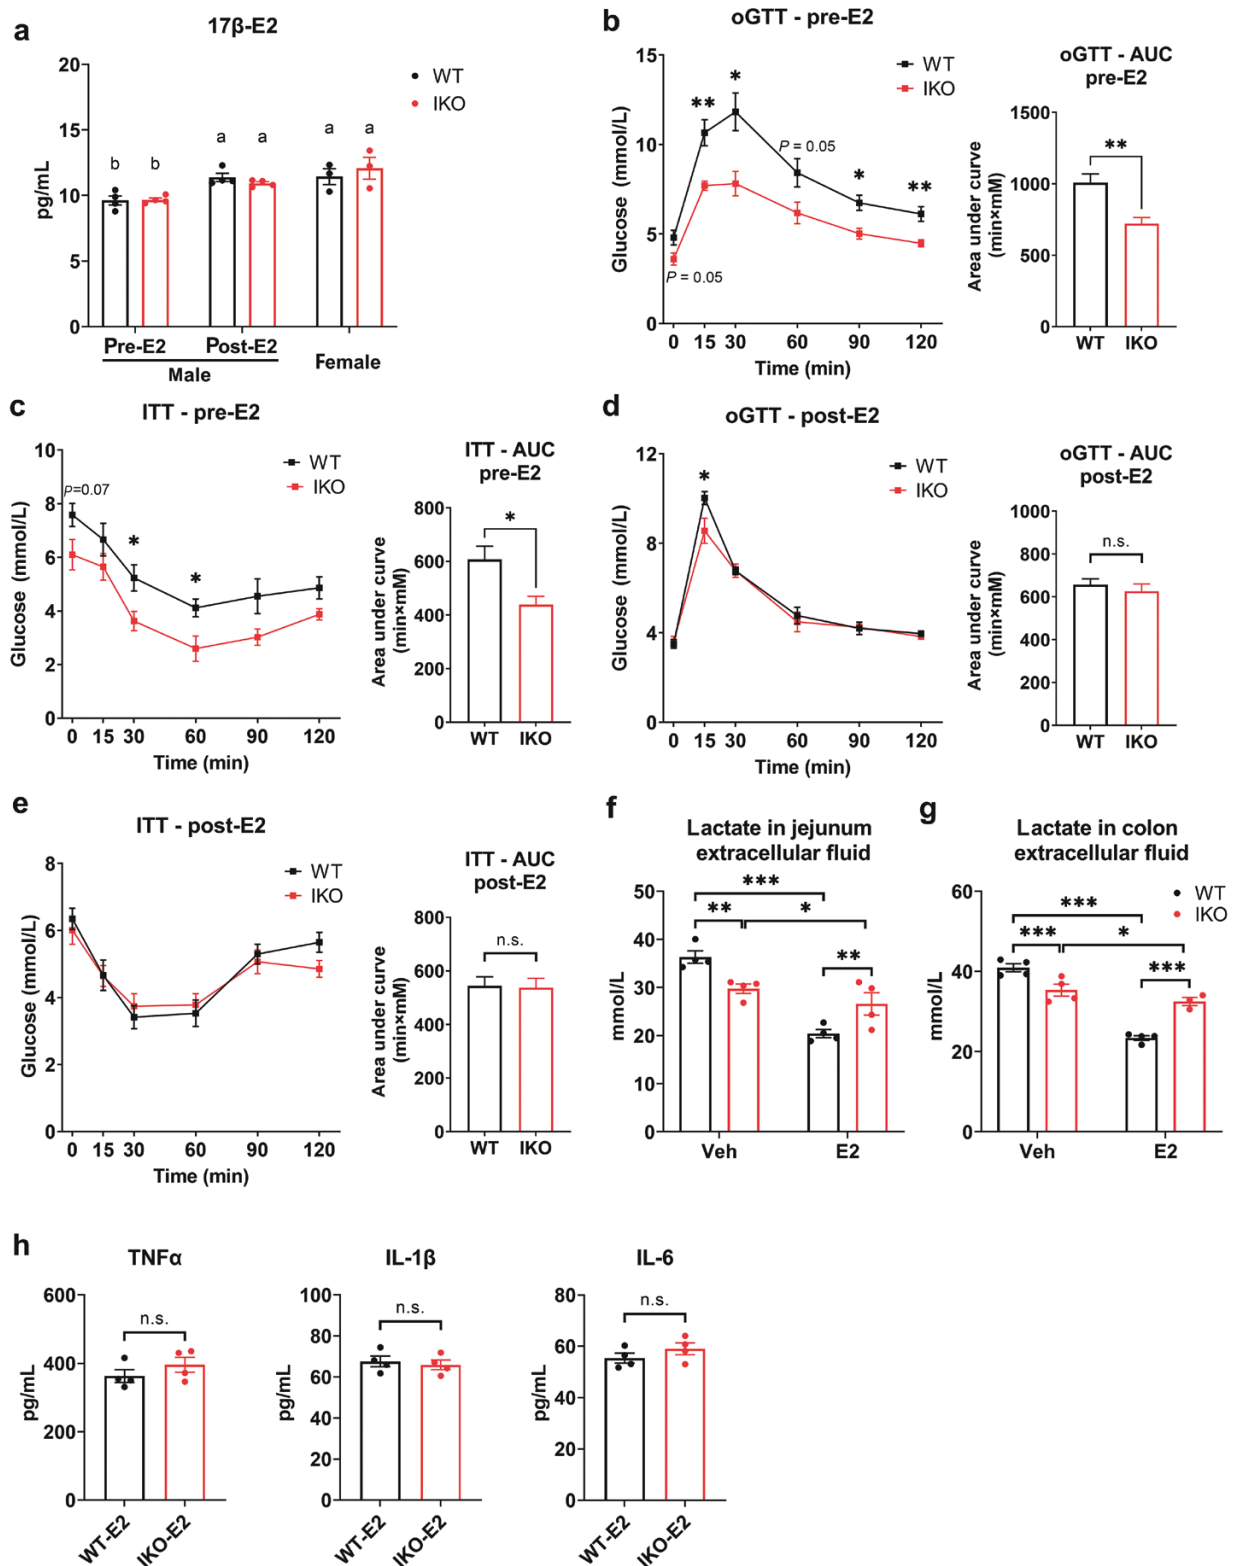 a
17β-E2
20
15
10
5
0
pg/mL
b b a a a a
WT
IKO
Pre-E2 Post-E2 Female
Male
b
oGTT - pre-E2
15
10
5
0
Glucose (mmol/L)
WT
IKO
** * P = 0.05 * **
P = 0.05
0 15 30 60 90 120
Time (min)
oGTT - AUC
pre-E2
1500
1000
500
0
Area under curve
(min×mM)
**
WT IKO
c
ITT - pre-E2
10
8
6
4
2
0
Glucose (mmol/L)
WT
IKO
P=0.07
* *
0 15 30 60 90 120
Time (min)
ITT - AUC
pre-E2
800
600
400
200
0
Area under curve
(min×mM)
*
WT IKO
d
oGTT - post-E2
12
8
4
0
Glucose (mmol/L)
WT
IKO
*
0 15 30 60 90 120
Time (min)
oGTT - AUC
post-E2
1000
800
600
400
200
0
Area under curve
(min×mM)
n.s.
WT IKO
e
ITT - post-E2
8
6
4
2
0
Glucose (mmol/L)
WT
IKO
0 15 30 60 90 120
Time (min)
ITT - AUC
post-E2
800
600
400
200
0
Area under curve
(min×mM)
n.s.
WT IKO
f
Lactate in jejunum
extracellular fluid
50
40
30
20
10
0
mmol/L
***
** *
**
Veh E2
g
Lactate in colon
extracellular fluid
60
40
20
0
mmol/L
WT
IKO
***
*** *
***
Veh E2
h
TNFα
600
400
200
0
pg/mL
n.s.
WT-E2 IKO-E2
IL-1β
100
80
60
40
20
0
pg/mL
n.s.
WT-E2 IKO-E2
IL-6
80
60
40
20
0
pg/mL
n.s.
WT-E2 IKO-E2